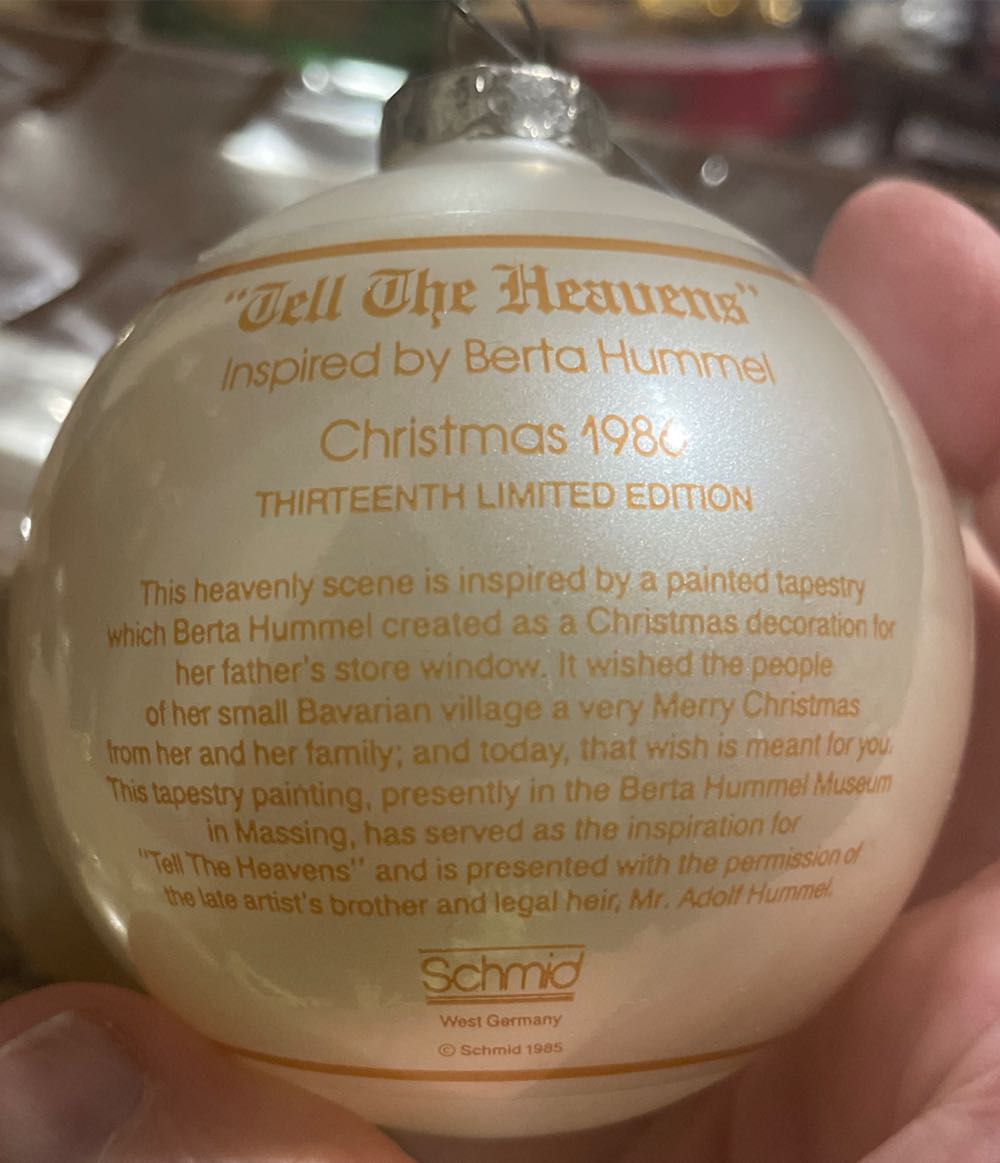 "Tell The Heavens"
Inspired by Berta Hummel
Christmas 1986
THIRTEENTH LIMITED EDITION
This heavenly scene is inspired by a painted tapestry
which Berta Hummel created as a Christmas decoration for
her father's store window. It wished the people
of her small Bavarian village a very Merry Christmas
from her and her family; and today, that wish is meant for you.
This tapestry painting, presently in the Berta Hummel Museum
in Massing, has served as the inspiration for
"Tell The Heavens" and is presented with the permission of
the late artist's brother and legal heir, Mr. Adolf Hummel.
Schmid
West Germany
© Schmid 1985